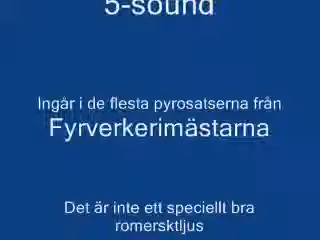 5-sound
Ingår i de flesta pyrosatserna från
Fyrverkerimästarna
Det är inte ett speciellt bra
romersktljus